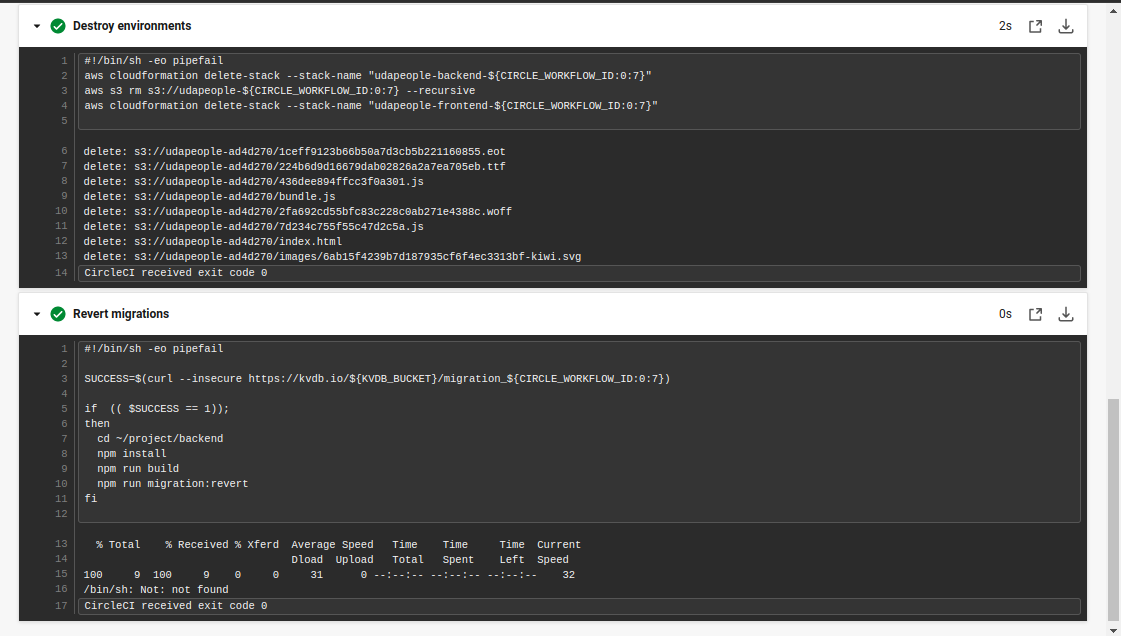 Destroy environments 2s
1 #!/bin/sh -eo pipefail
2 aws cloudformation delete-stack --stack-name "udapeople-backend-${CIRCLE_WORKFLOW_ID:0:7}"
3 aws s3 rm s3://udapeople-${CIRCLE_WORKFLOW_ID:0:7} --recursive
4 aws cloudformation delete-stack --stack-name "udapeople-frontend-${CIRCLE_WORKFLOW_ID:0:7}"
5
6 delete: s3://udapeople-ad4d270/1ceff9123b66b50a7d3cb5b221160855.eot
7 delete: s3://udapeople-ad4d270/224b6d9d16679dab02826a2a7ea705eb.ttf
8 delete: s3://udapeople-ad4d270/436dee894ffcc3f0a301.js
9 delete: s3://udapeople-ad4d270/bundle.js
10 delete: s3://udapeople-ad4d270/2fa692cd55bfc83c228c0ab271e4388c.woff
11 delete: s3://udapeople-ad4d270/7d234c755f55c47d2c5a.js
12 delete: s3://udapeople-ad4d270/index.html
13 delete: s3://udapeople-ad4d270/images/6ab15f4239b7d187935cf6f4ec3313bf-kiwi.svg
14 CircleCI received exit code 0
Revert migrations 0s
1 #!/bin/sh -eo pipefail
2
3 SUCCESS=$(curl --insecure https://kvdb.io/${KVDB_BUCKET}/migration_${CIRCLE_WORKFLOW_ID:0:7})
4
5 if  (( $SUCCESS == 1));
6 then
7   cd ~/project/backend
8   npm install
9   npm run build
10   npm run migration:revert
11 fi
12
13   % Total    % Received % Xferd  Average Speed   Time    Time     Time  Current
14                                  Dload  Upload   Total   Spent    Left  Speed
15 100     9  100     9    0     0     31      0 --:--:-- --:--:-- --:--:--    32
16 /bin/sh: Not: not found
17 CircleCI received exit code 0